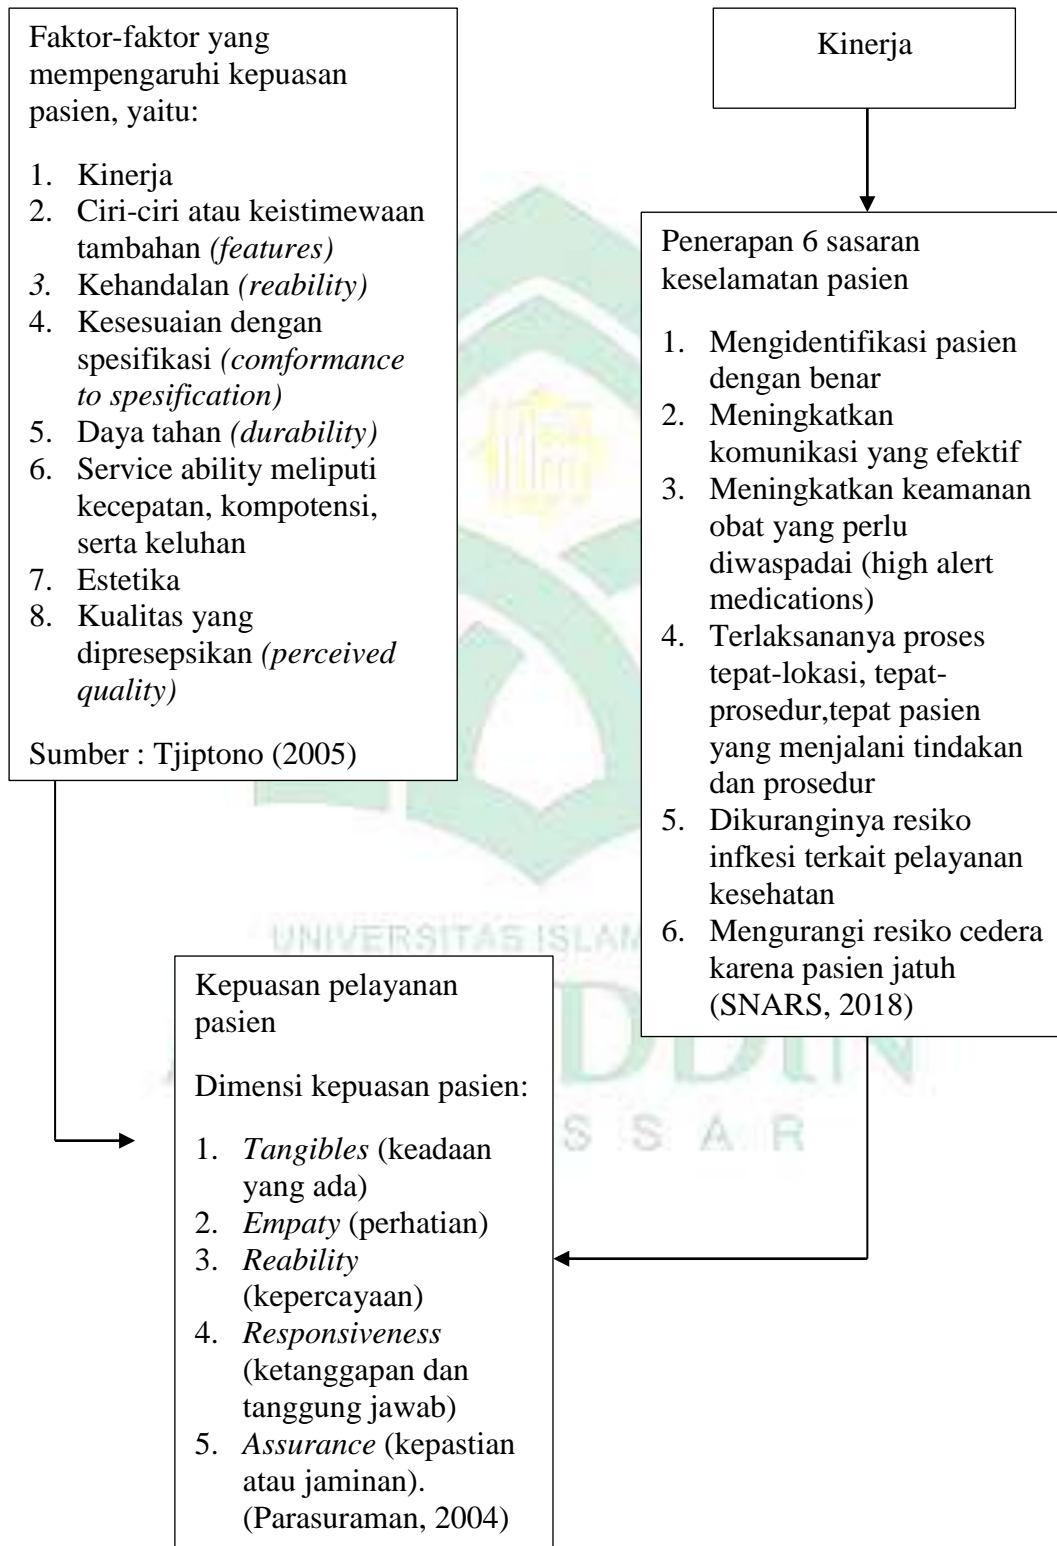 Faktor-faktor yang
mempengaruhi kepuasan
pasien, yaitu:
1. Kinerja
2. Ciri-ciri atau keistimewaan
tambahan (features)
3. Kehandalan (reability)
4. Kesesuaian dengan
spesifikasi (comformance
to spesification)
5. Daya tahan (durability)
6. Service ability meliputi
kecepatan, kompotensi,
serta keluhan
7. Estetika
8. Kualitas yang
dipresepsikan (perceived
quality)
Sumber : Tjiptono (2005)
Kinerja
Penerapan 6 sasaran
keselamatan pasien
1. Mengidentifikasi pasien
dengan benar
2. Meningkatkan
komunikasi yang efektif
3. Meningkatkan keamanan
obat yang perlu
diwaspadai (high alert
medications)
4. Terlaksananya proses
tepat-lokasi, tepat-
prosedur,tepat pasien
yang menjalani tindakan
dan prosedur
5. Dikuranginya resiko
infkesi terkait pelayanan
kesehatan
6. Mengurangi resiko cedera
karena pasien jatuh
(SNARS, 2018)
UNIVERSITAS ISLAM
Kepuasan pelayanan
pasien
Dimensi kepuasan pasien:
1. Tangibles (keadaan
yang ada)
2. Empaty (perhatian)
3. Reability
(kepercayaan)
4. Responsiveness
(ketanggapan dan
tanggung jawab)
5. Assurance (kepastian
atau jaminan).
(Parasuraman, 2004)